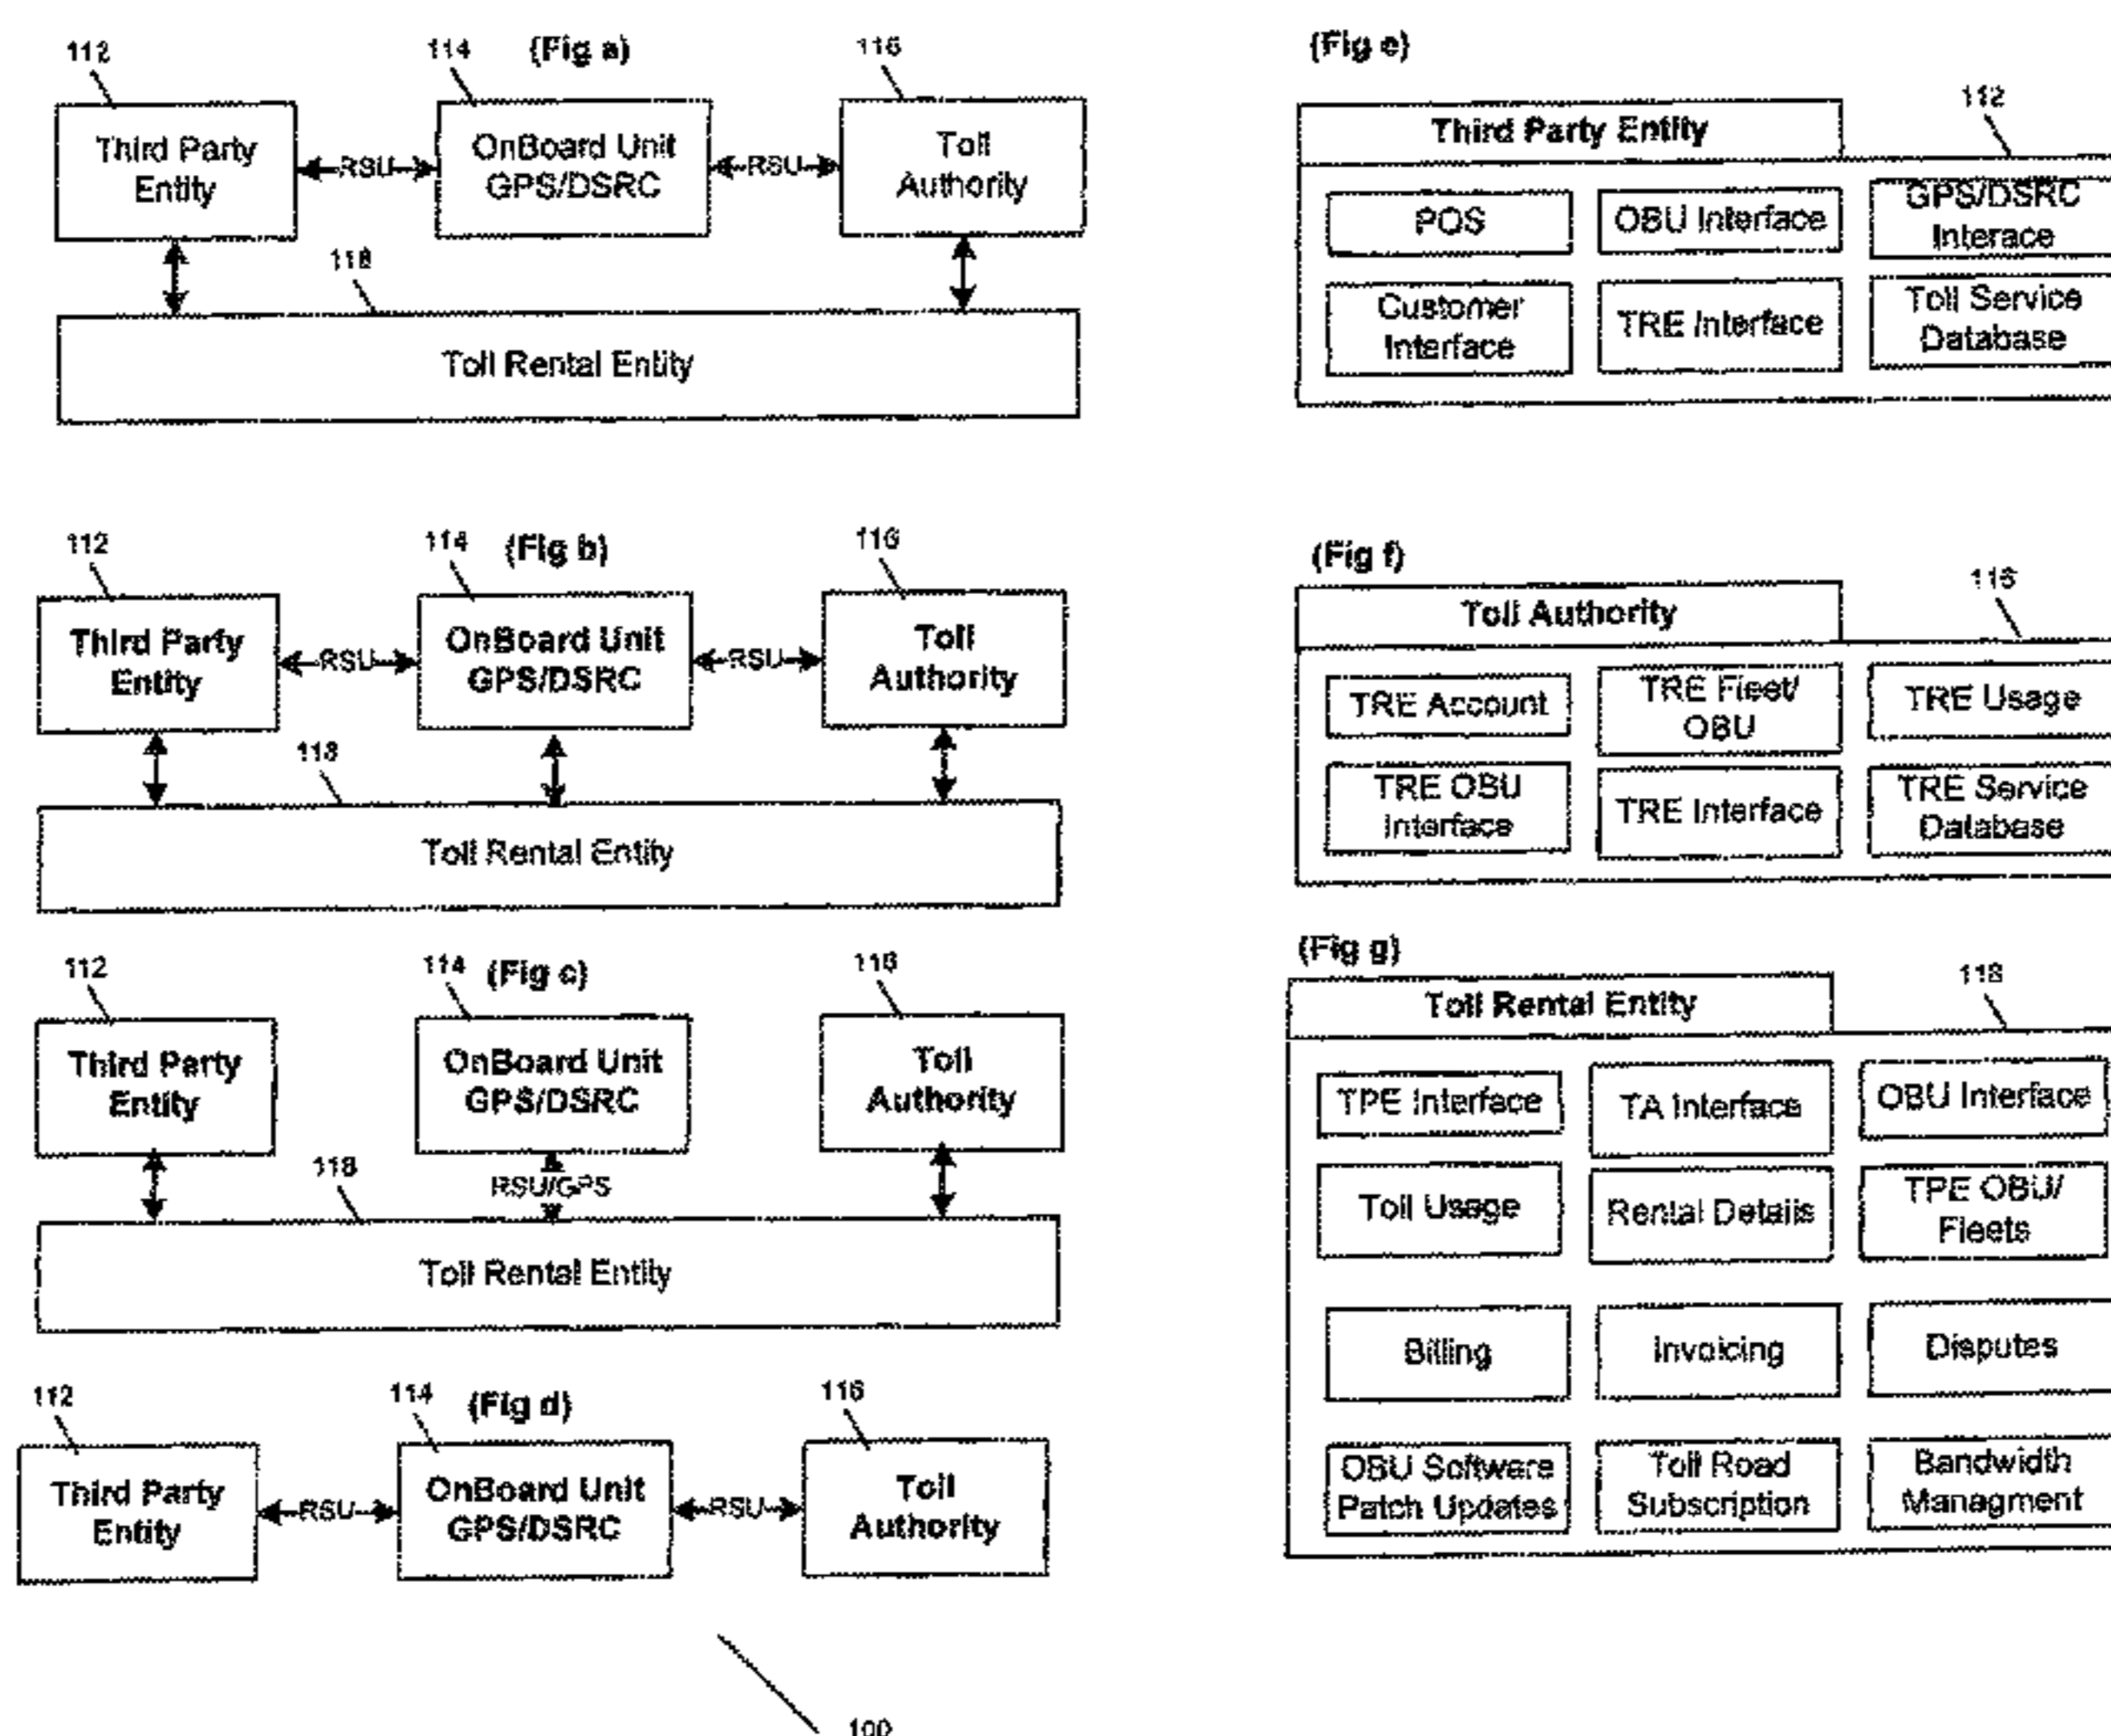 (Fig a)
112
114
116
Third Party
Entity
RSU
OnBoard Unit
GPS/DSRC
RSU
Toll
Authority
118
Toll Rental Entity
(Fig b)
112
114
116
Third Party
Entity
RSU
OnBoard Unit
GPS/DSRC
RSU
Toll
Authority
118
Toll Rental Entity
(Fig c)
112
114
116
Third Party
Entity
OnBoard Unit
GPS/DSRC
Toll
Authority
118
RSU/GPS
Toll Rental Entity
(Fig d)
112
114
116
Third Party
Entity
RSU
OnBoard Unit
GPS/DSRC
RSU
Toll
Authority
100
(Fig e)
112
Third Party Entity
POS
OBU Interface
GPS/DSRC
Interace
Customer
Interface
TRE Interface
Toll Service
Database
(Fig f)
116
Toll Authority
TRE Account
TRE Fleet/
OBU
TRE Usage
TRE OBU
Interface
TRE Interface
TRE Service
Database
(Fig g)
118
Toll Rental Entity
TPE Interface
TA Interface
OBU Interface
Toll Usage
Rental Details
TPE OBU/
Fleets
Billing
Invoicing
Disputes
OBU Software
Patch Updates
Toll Road
Subscription
Bandwidth
Managment